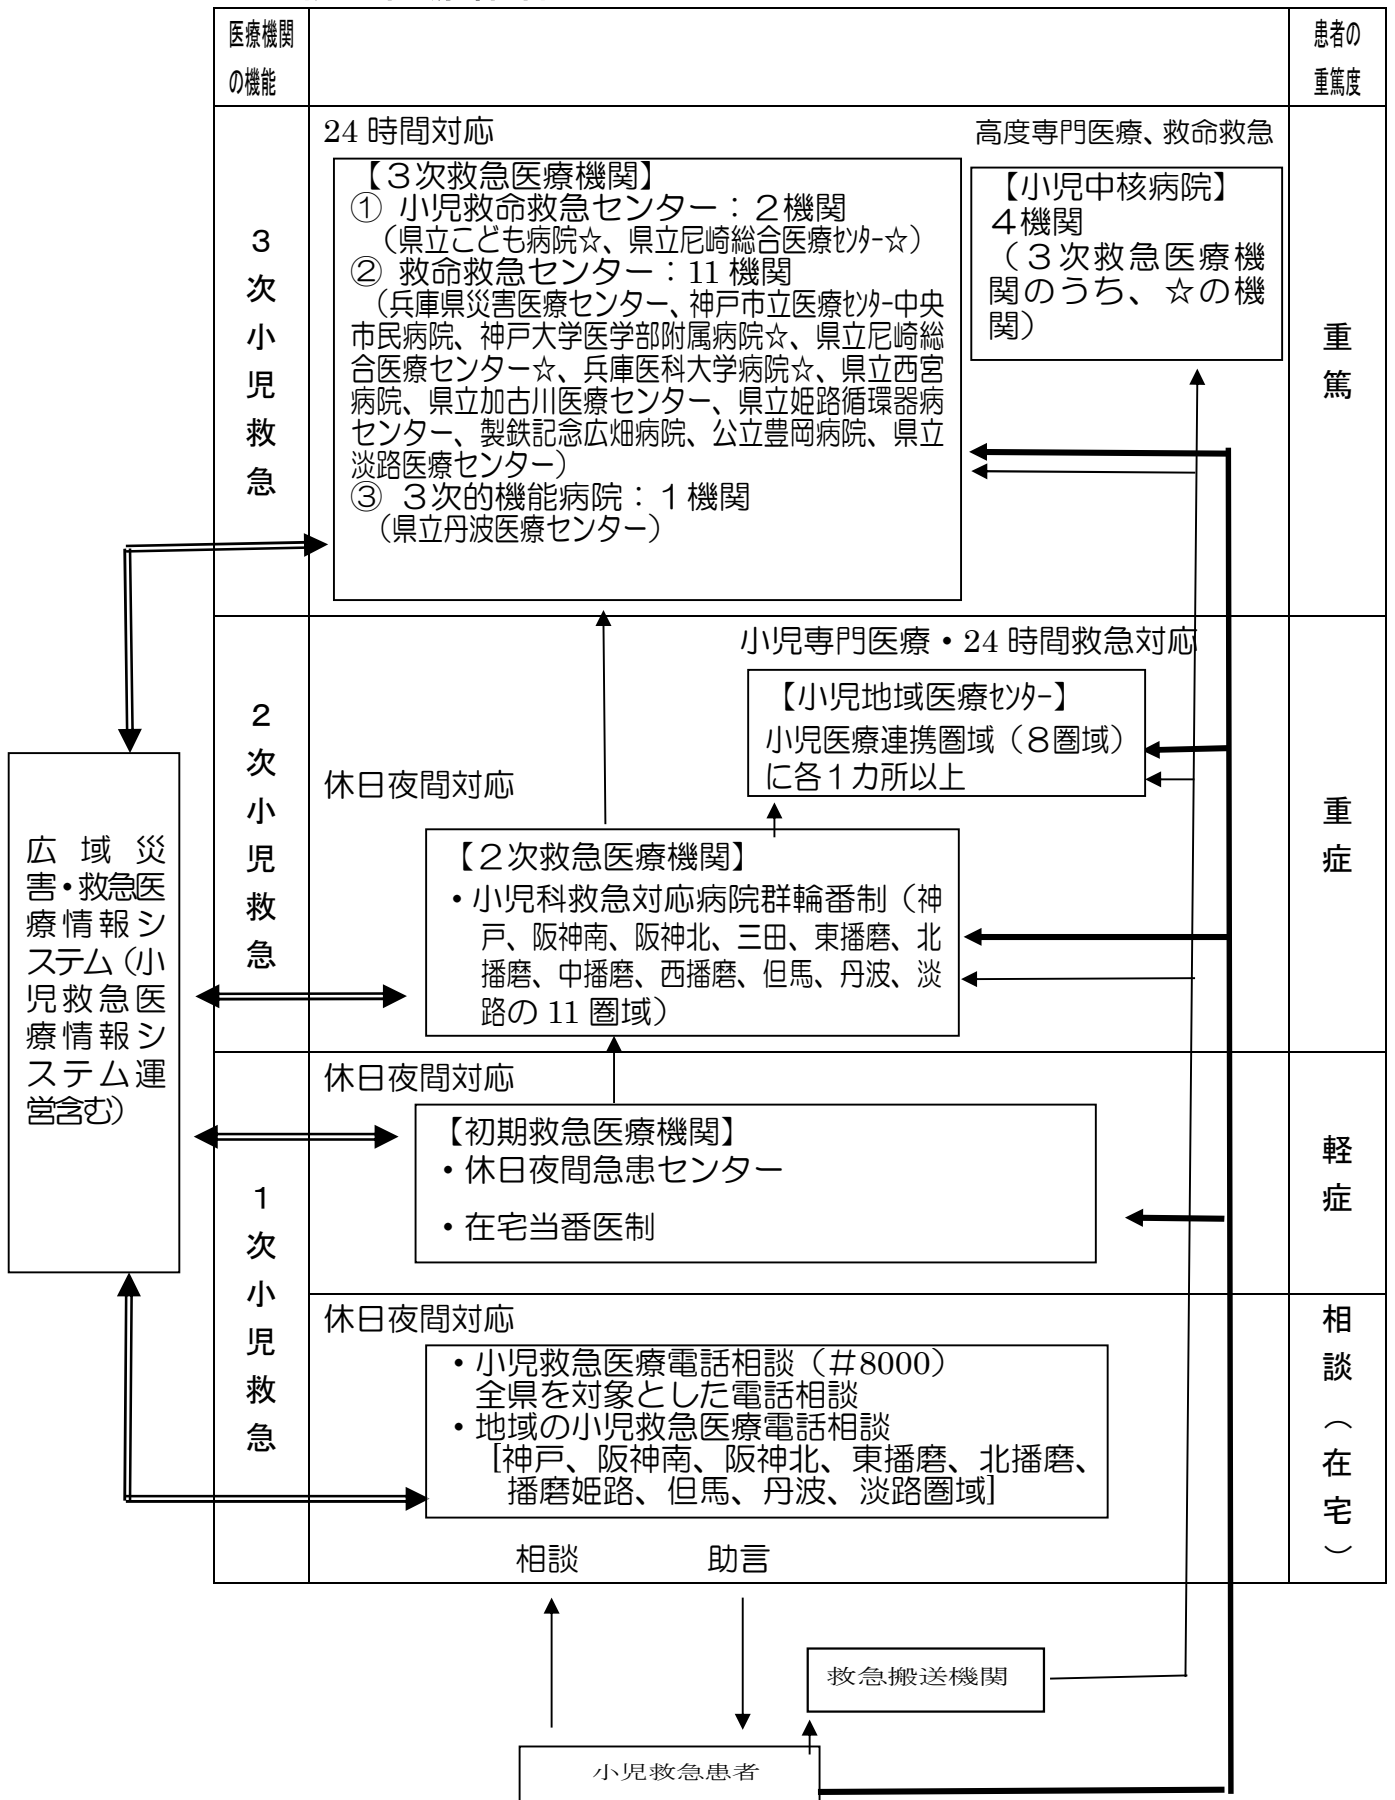 医療機関
の機能
患者の
重篤度
3次小児救急
24時間対応
高度専門医療、救命救急
【３次救急医療機関】
① 小児救命救急センター：２機関
（県立こども病院☆、県立尼崎総合医療ｾﾝﾀｰ☆）
② 救命救急センター：11機関
（兵庫県災害医療センター、神戸市立医療ｾﾝﾀｰ中央
市民病院、神戸大学医学部附属病院☆、県立尼崎総
合医療センター☆、兵庫医科大学病院☆、県立西宮
病院、県立加古川医療センター、県立姫路循環器病
センター、製鉄記念広畑病院、公立豊岡病院、県立
淡路医療センター）
③ ３次的機能病院：１機関
（県立丹波医療センター）
【小児中核病院】
４機関
（３次救急医療機
関のうち、☆の機
関）
重篤
2次小児救急
小児専門医療・24時間救急対応
【小児地域医療ｾﾝﾀｰ】
小児医療連携圏域（８圏域）
に各１カ所以上
休日夜間対応
【２次救急医療機関】
・小児科救急対応病院群輪番制（神
戸、阪神南、阪神北、三田、東播磨、北
播磨、中播磨、西播磨、但馬、丹波、淡
路の11圏域）
重症
広域災
害・救急医
療情報シ
ステム（小
児救急医
療情報シ
ステム運
営含む）
1次小児救急
休日夜間対応
【初期救急医療機関】
・休日夜間急患センター
・在宅当番医制
軽症
休日夜間対応
・小児救急医療電話相談（＃8000）
全県を対象とした電話相談
・地域の小児救急医療電話相談
[神戸、阪神南、阪神北、東播磨、北播磨、
播磨姫路、但馬、丹波、淡路圏域]
相談（在宅）
相談
助言
救急搬送機関
小児救急患者